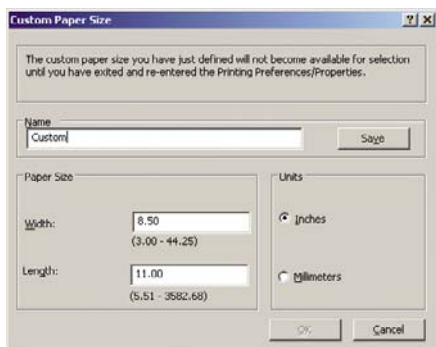 Custom Paper Size
The custom paper size you have just defined will not become available for selection
until you have exited and re-entered the Printing Preferences/Properties.
Name
Custom
Save
Paper Size
Width:
8.50
(3.00 - 44.25)
Length:
11.00
(5.51 - 3582.68)
Units
Inches
Milimeters
OK
Cancel